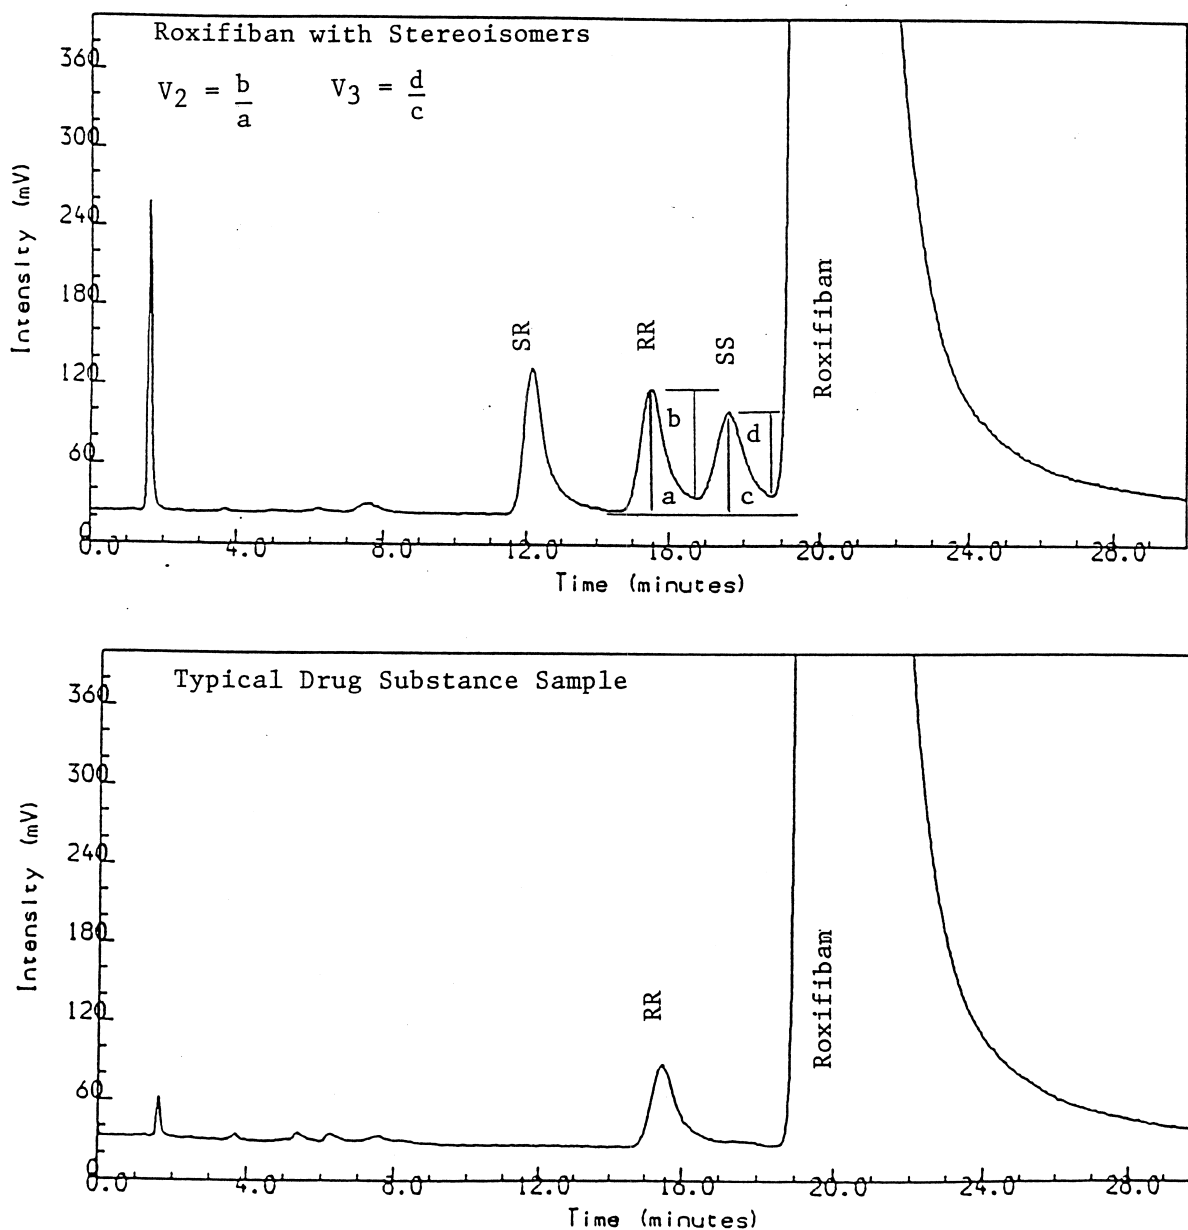 Roxifiban with Stereoisomers
V2 = b/a V3 = d/c
Intensity (mV)
360
300
240
180
120
60
0
SR
RR
SS
Roxifiban
b
a
d
c
0.0 4.0 8.0 12.0 16.0 20.0 24.0 28.0
Time (minutes)
Typical Drug Substance Sample
Intensity (mV)
360
300
240
180
120
60
0
RR
Roxifiban
0.0 4.0 8.0 12.0 16.0 20.0 24.0 28.0
Time (minutes)